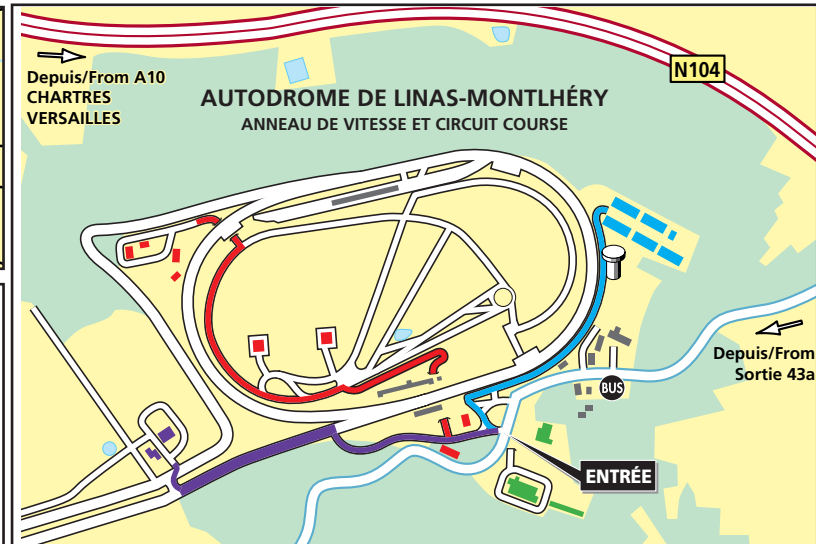 Depuis/From A10
CHARTRES
VERSAILLES
N104
AUTODROME DE LINAS-MONTLHÉRY
ANNEAU DE VITESSE ET CIRCUIT COURSE
Depuis/From
Sortie 43a
BUS
ENTRÉE